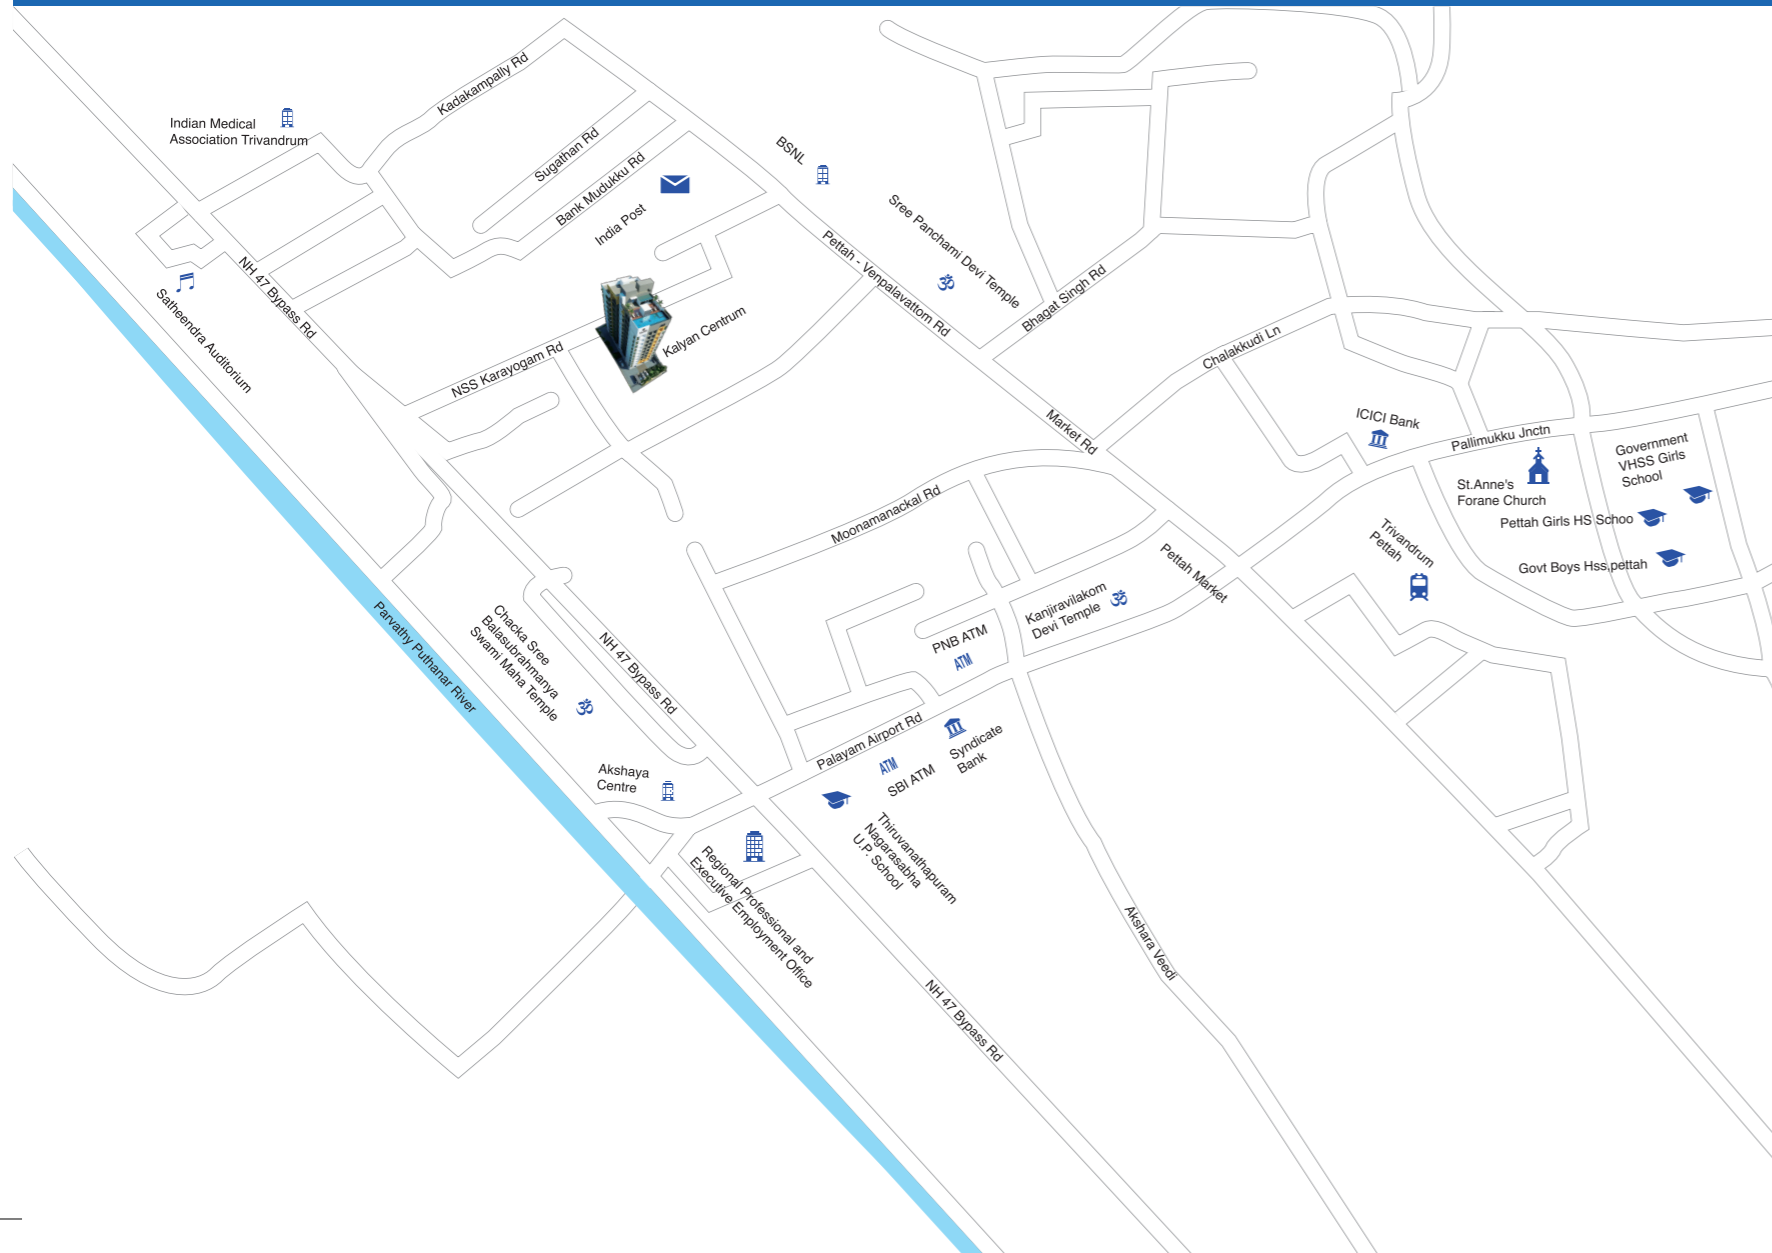 Kadakampally Rd
Indian Medical
Association Trivandrum
Sugathan Rd
Bank Mudukku Rd
India Post
BSNL
Sree Panchami Devi Temple
Pettah - Venpalavattom Rd
Bhagat Singh Rd
NH 47 Bypass Rd
Satheendra Auditorium
NSS Karayogam Rd
Kalyan Centrum
Chalakkudi Ln
Market Rd
ICICI Bank
Pallimukku Jnctn
Government
VHSS Girls
School
St.Anne's
Forane Church
Pettah Girls HS Schoo
Govt Boys Hss,pettah
Trivandrum
Pettah
Moonamanackal Rd
Pettah Market
Kanjiravilakom
Devi Temple
PNB ATM
ATM
Parvathy Puthanar River
Chacka Sree
Balasubrahmanya
Swami Maha Temple
NH 47 Bypass Rd
Palayam Airport Rd
Syndicate
Bank
ATM
SBI ATM
Akshaya
Centre
Thiruvanathapuram
Nagarasabha
U.P. School
Regional Professional and
Executive Employment Office
Akshara Veedi
NH 47 Bypass Rd